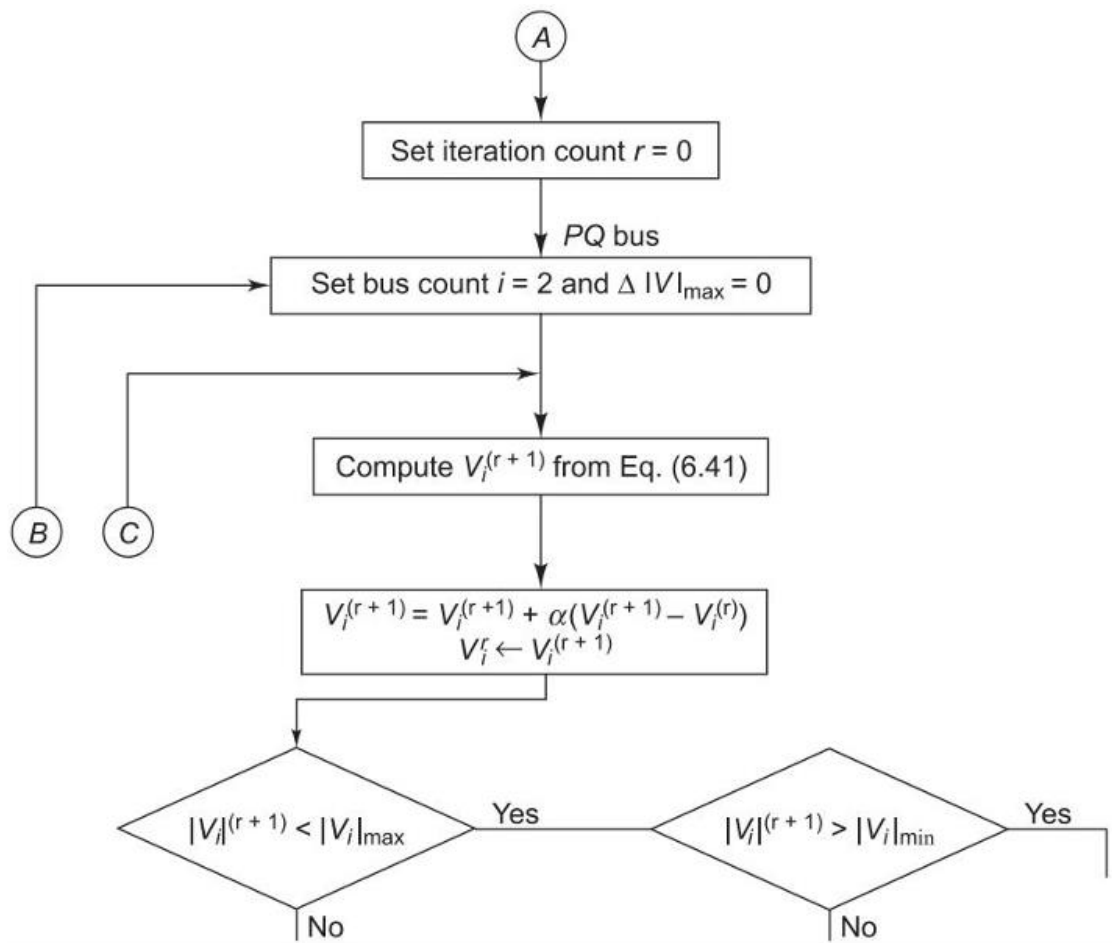 A
Set iteration count r = 0
PQ bus
Set bus count i = 2 and Δ |V|max = 0
Compute Vi(r + 1) from Eq. (6.41)
B
C
Vi(r + 1) = Vi(r+1) + α(Vi(r + 1) – Vi(r))
Vir ← Vi(r + 1)
|Vi|(r + 1) < |Vi|max
Yes
|Vi|(r + 1) > |Vi|min
Yes
No
No